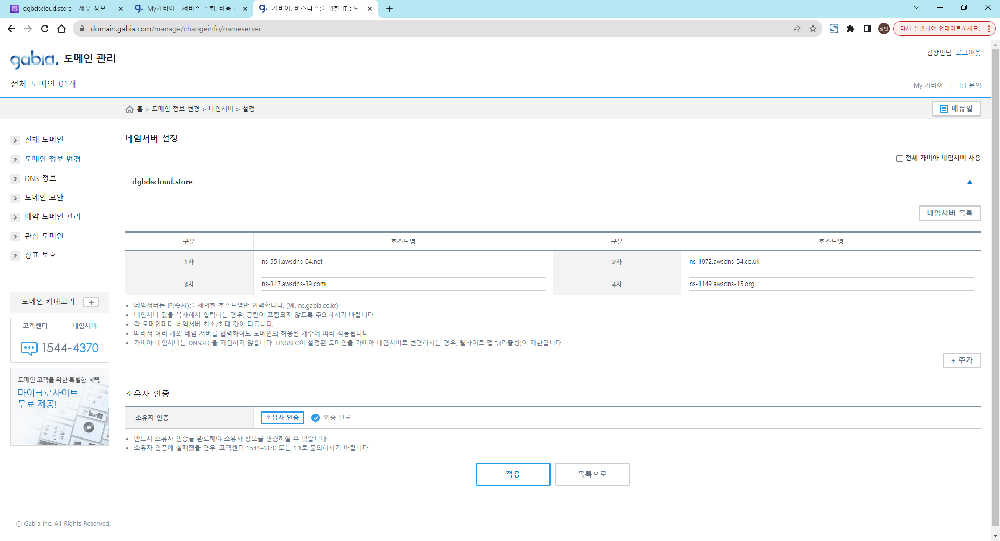 dgbdscloud.store - 세부 정보
My가비아 - 서비스 조회, 비용
가비아, 비즈니스를 위한 IT : 도
domain.gabia.com/manage/changeinfo/nameserver
상민
다시 실행하여 업데이트하세요.
gabia. 도메인 관리
김상민님 로그아웃
전체 도메인 01개
My 가비아 | 1:1 문의
홈 > 도메인 정보 변경 > 네임서버 > 설정
매뉴얼
전체 도메인
도메인 정보 변경
DNS 정보
도메인 보안
예약 도메인 관리
관심 도메인
상표 보호
도메인 카테고리
고객센터 네임서버
1544-4370
도메인 고객을 위한 특별한 혜택,
마이크로사이트
무료 제공!
네임서버 설정
전체 가비아 네임서버 사용
dgbdscloud.store
네임서버 목록
구분 호스트명 구분 호스트명
1차 ns-551.awsdns-04.net 2차 ns-1972.awsdns-54.co.uk
3차 ns-317.awsdns-39.com 4차 ns-1149.awsdns-15.org
• 네임서버는 IP(숫자)를 제외한 호스트명만 입력합니다. (예. ns.gabia.co.kr)
• 네임서버 값을 복사해서 입력하는 경우, 공란이 포함되지 않도록 주의하시기 바랍니다.
• 각 도메인마다 네임서버 최소/최대 값이 다릅니다.
• 따라서 여러 개의 네임 서버를 입력하여도 도메인의 허용된 개수에 따라 적용됩니다.
• 가비아 네임서버는 DNSSEC을 지원하지 않습니다. DNSSEC이 설정된 도메인을 가비아 네임서버로 변경하시는 경우, 웹사이트 접속(리졸빙)이 제한됩니다.
+ 추가
소유자 인증
소유자 인증 소유자 인증 인증 완료
• 반드시 소유자 인증을 완료해야 소유자 정보를 변경하실 수 있습니다.
• 소유자 인증에 실패했을 경우, 고객센터 1544-4370 또는 1:1로 문의하시기 바랍니다.
적용 목록으로
ⓒ Gabia Inc. All Rights Reserved.